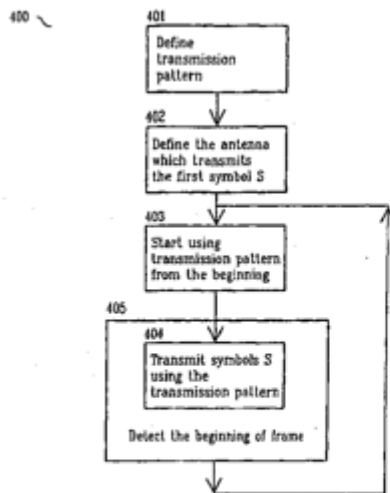 400
401
Define
transmission
pattern
402
Define the antenna
which transmits
the first symbol S
403
Start using
transmission pattern
from the beginning
405
404
Transmit symbols S
using the
transmission pattern
Detect the beginning of frame